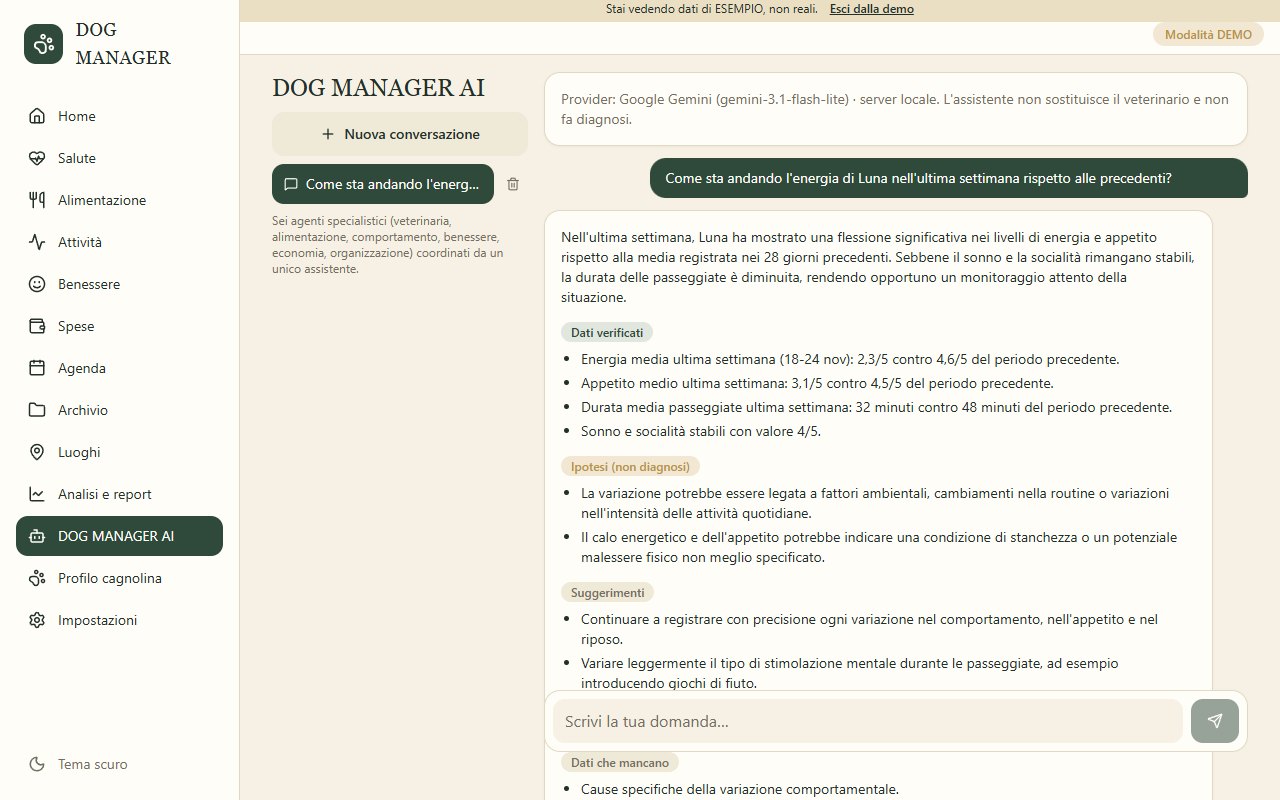 Stai vedendo dati di ESEMPIO, non reali. Esci dalla demo
Modalità DEMO
DOG
MANAGER
Home
Salute
Alimentazione
Attività
Benessere
Spese
Agenda
Archivio
Luoghi
Analisi e report
DOG MANAGER AI
Profilo cagnolina
Impostazioni
Tema scuro
DOG MANAGER AI
Nuova conversazione
Come sta andando l'energ...
Sei agenti specialistici (veterinaria,
alimentazione, comportamento, benessere,
economia, organizzazione) coordinati da un
unico assistente.
Provider: Google Gemini (gemini-3.1-flash-lite) · server locale. L'assistente non sostituisce il veterinario e non
fa diagnosi.
Come sta andando l'energia di Luna nell'ultima settimana rispetto alle precedenti?
Nell'ultima settimana, Luna ha mostrato una flessione significativa nei livelli di energia e appetito
rispetto alla media registrata nei 28 giorni precedenti. Sebbene il sonno e la socialità rimangano stabili,
la durata delle passeggiate è diminuita, rendendo opportuno un monitoraggio attento della
situazione.
Dati verificati
• Energia media ultima settimana (18-24 nov): 2,3/5 contro 4,6/5 del periodo precedente.
• Appetito medio ultima settimana: 3,1/5 contro 4,5/5 del periodo precedente.
• Durata media passeggiate ultima settimana: 32 minuti contro 48 minuti del periodo precedente.
• Sonno e socialità stabili con valore 4/5.
Ipotesi (non diagnosi)
• La variazione potrebbe essere legata a fattori ambientali, cambiamenti nella routine o variazioni
nell'intensità delle attività quotidiane.
• Il calo energetico e dell'appetito potrebbe indicare una condizione di stanchezza o un potenziale
malessere fisico non meglio specificato.
Suggerimenti
• Continuare a registrare con precisione ogni variazione nel comportamento, nell'appetito e nel
riposo.
• Variare leggermente il tipo di stimolazione mentale durante le passeggiate, ad esempio
introducendo giochi di fiuto.
Scrivi la tua domanda...
Dati che mancano
• Cause specifiche della variazione comportamentale.